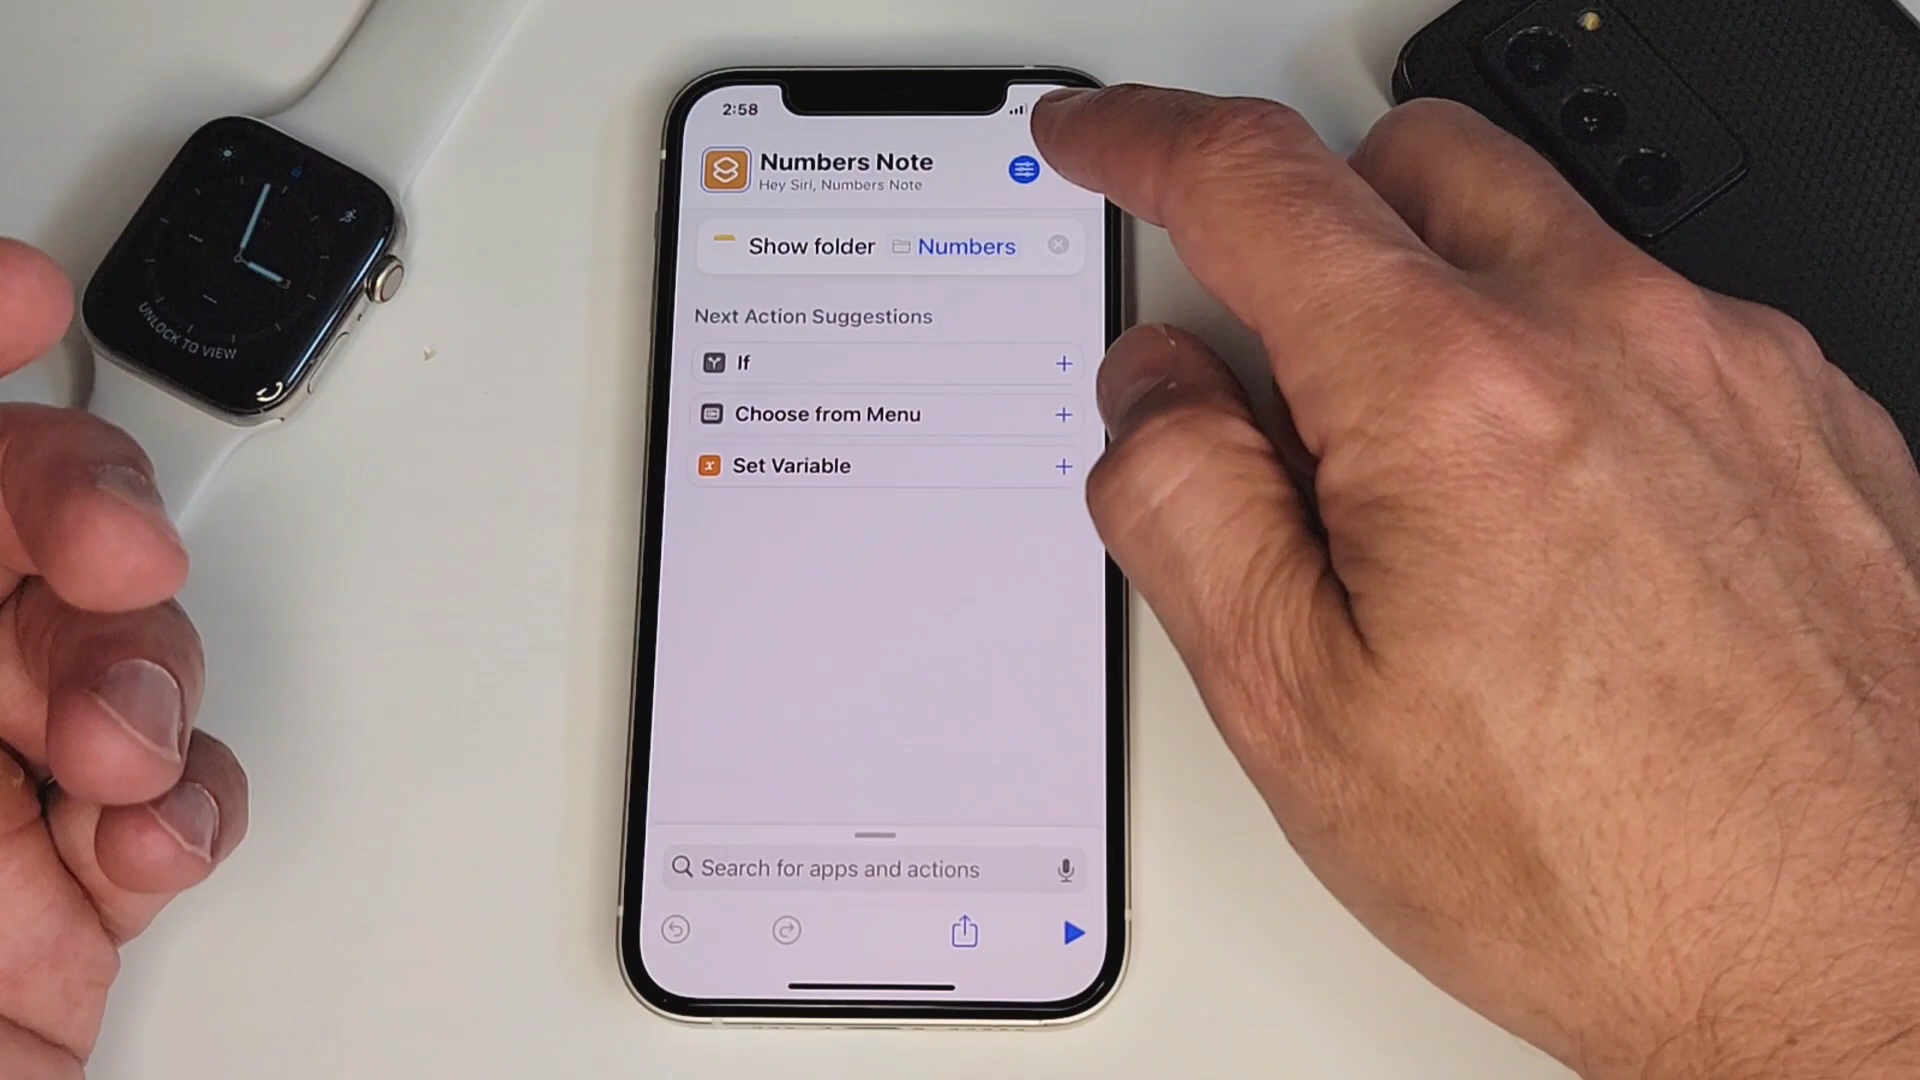 2:58
Numbers Note
Hey Siri, Numbers Note
Show folder Numbers
Next Action Suggestions
If
Choose from Menu
x Set Variable
Search for apps and actions
UNLOCK TO VIEW
3